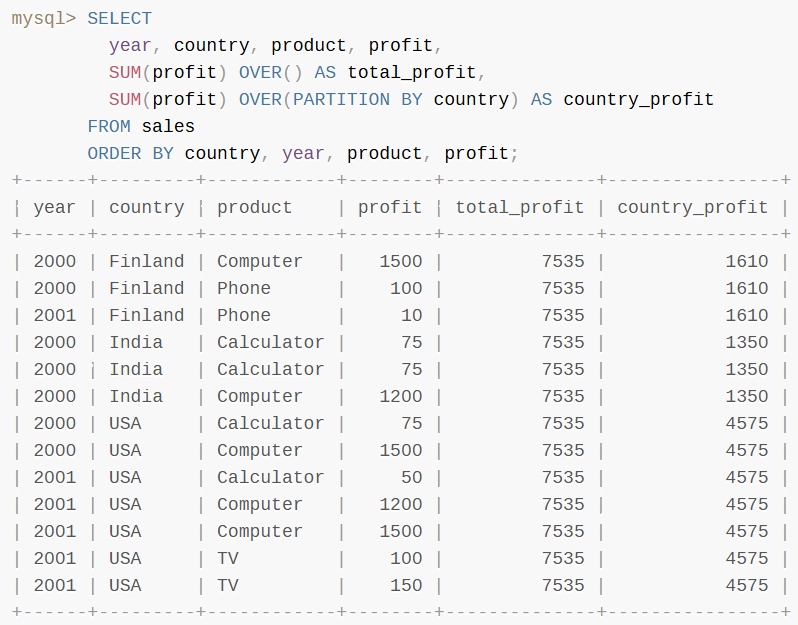 mysql> SELECT
         year, country, product, profit,
         SUM(profit) OVER() AS total_profit,
         SUM(profit) OVER(PARTITION BY country) AS country_profit
       FROM sales
       ORDER BY country, year, product, profit;
+------+---------+------------+--------+--------------+----------------+
| year | country | product    | profit | total_profit | country_profit |
+------+---------+------------+--------+--------------+----------------+
| 2000 | Finland | Computer   |   1500 |         7535 |           1610 |
| 2000 | Finland | Phone      |    100 |         7535 |           1610 |
| 2001 | Finland | Phone      |     10 |         7535 |           1610 |
| 2000 | India   | Calculator |     75 |         7535 |           1350 |
| 2000 | India   | Calculator |     75 |         7535 |           1350 |
| 2000 | India   | Computer   |   1200 |         7535 |           1350 |
| 2000 | USA     | Calculator |     75 |         7535 |           4575 |
| 2000 | USA     | Computer   |   1500 |         7535 |           4575 |
| 2001 | USA     | Calculator |     50 |         7535 |           4575 |
| 2001 | USA     | Computer   |   1200 |         7535 |           4575 |
| 2001 | USA     | Computer   |   1500 |         7535 |           4575 |
| 2001 | USA     | TV         |    100 |         7535 |           4575 |
| 2001 | USA     | TV         |    150 |         7535 |           4575 |
+------+---------+------------+--------+--------------+----------------+